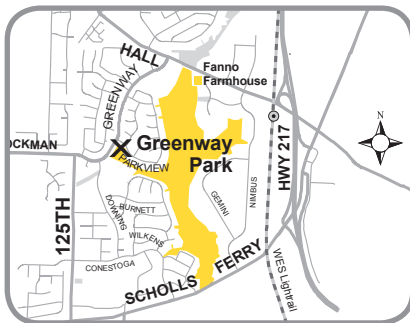 HALL
Fanno
Farmhouse
GREENWAY
N
OCKMAN
Greenway
Park
PARKVIEW
HWY 217
GEMINI
NIMBUS
DOWNING
BURNETT
125TH
WILKENS
CONESTOGA
SCHOLLS FERRY
WES Lightrail